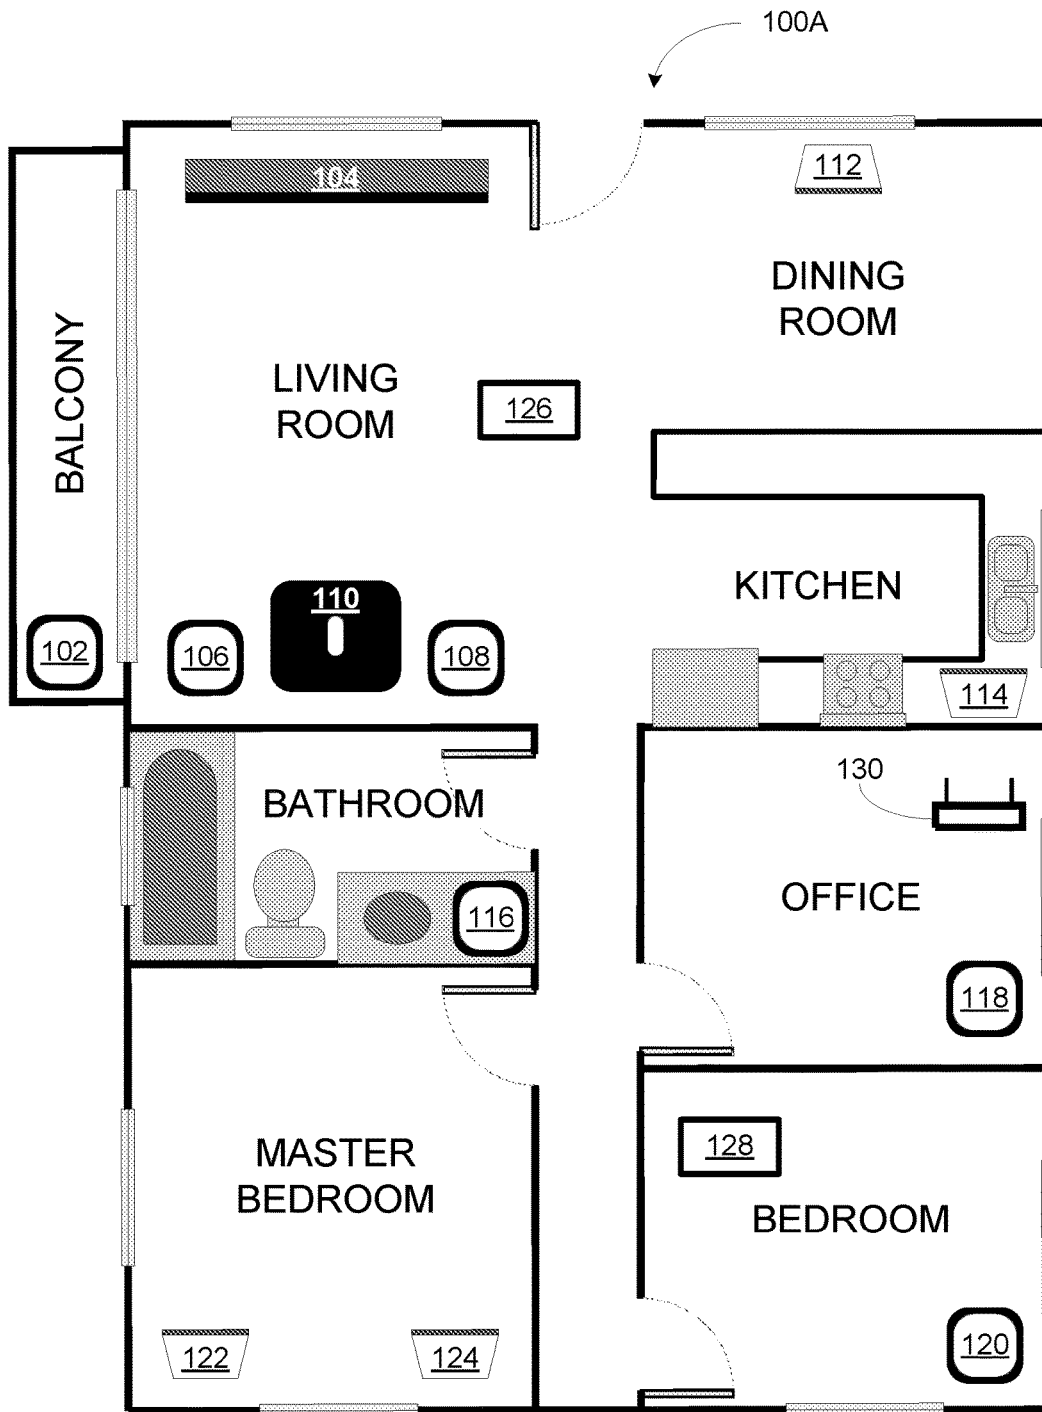 100A
104
112
DINING
ROOM
BALCONY
LIVING
ROOM
126
KITCHEN
110
102
106
108
114
130
BATHROOM
OFFICE
116
118
128
MASTER
BEDROOM
BEDROOM
122
124
120